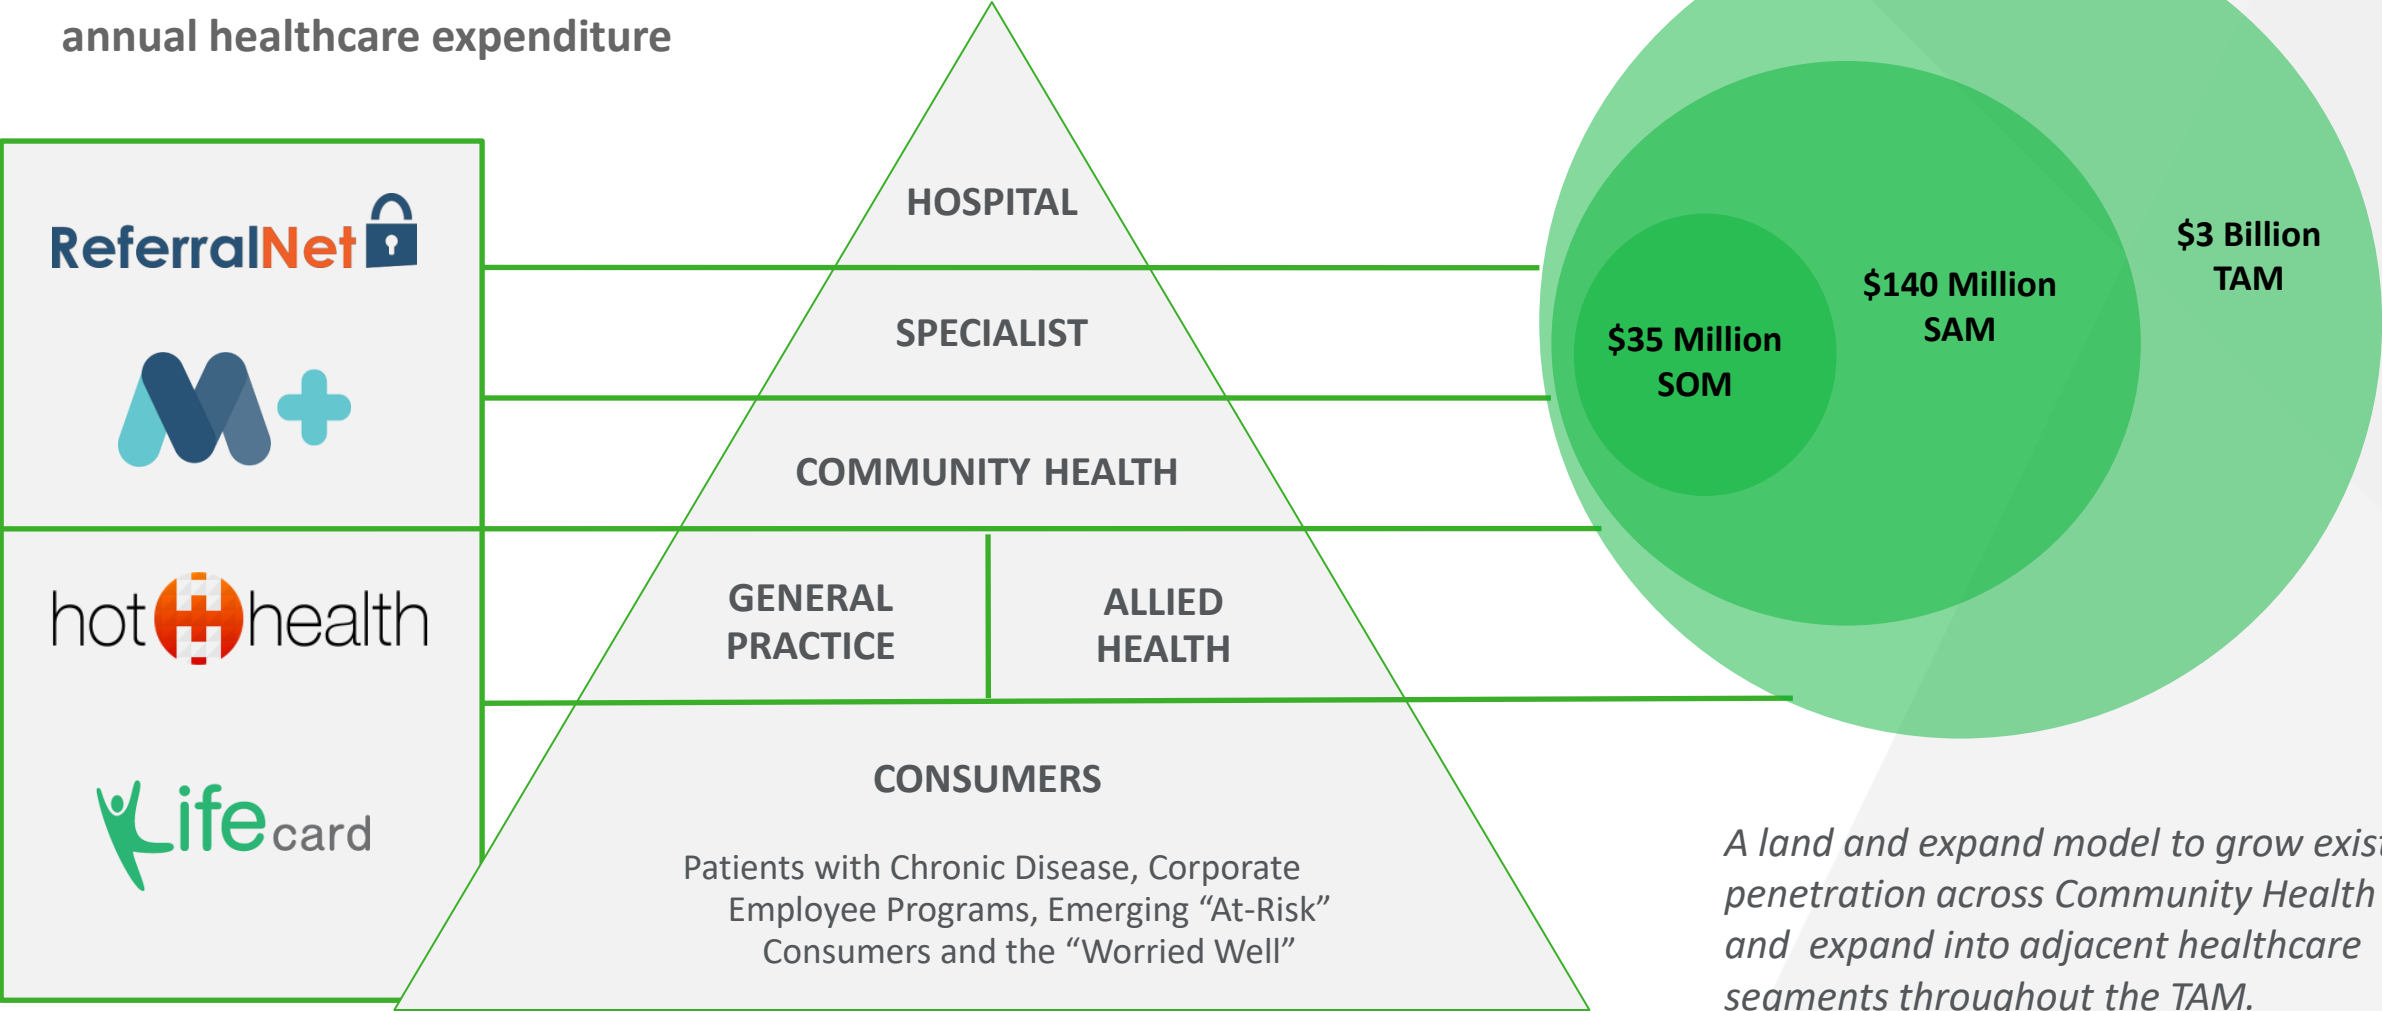 annual healthcare expenditure
ReferralNet
M+
hot health
Lifecard
HOSPITAL
SPECIALIST
COMMUNITY HEALTH
GENERAL
PRACTICE
ALLIED
HEALTH
CONSUMERS
Patients with Chronic Disease, Corporate
Employee Programs, Emerging “At-Risk”
Consumers and the “Worried Well”
$35 Million
SOM
$140 Million
SAM
$3 Billion
TAM
A land and expand model to grow exist
penetration across Community Health
and expand into adjacent healthcare
segments throughout the TAM.